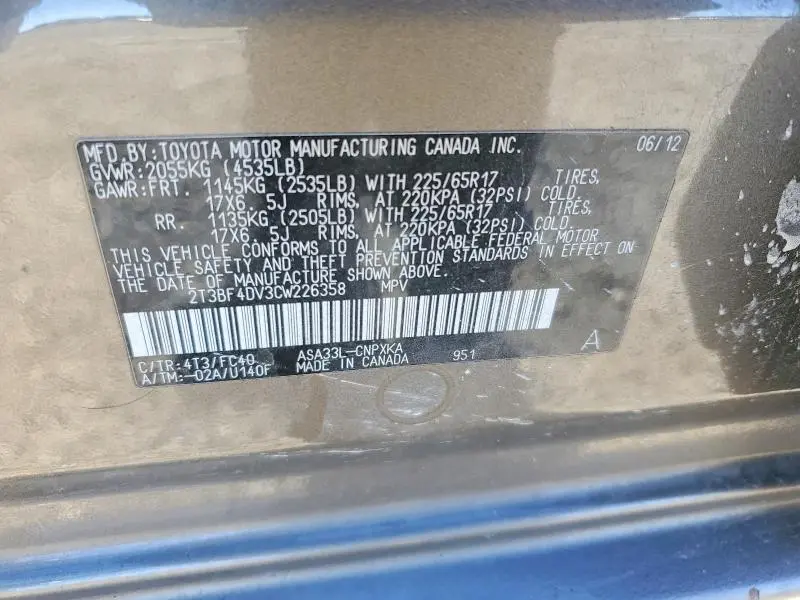 MFD. BY: TOYOTA MOTOR MANUFACTURING CANADA INC. 06/12
GVWR: 2055KG (4535LB)
GAWR: FRT. 1145KG (2535LB) WITH 225/65R17 TIRES,
17X6. 5J RIMS, AT 220KPA (32PSI) COLD.
RR. 1135KG (2505LB) WITH 225/65R17 TIRES,
17X6. 5J RIMS, AT 220KPA (32PSI) COLD.
THIS VEHICLE CONFORMS TO ALL APPLICABLE FEDERAL MOTOR
VEHICLE SAFETY AND THEFT PREVENTION STANDARDS IN EFFECT ON
THE DATE OF MANUFACTURE SHOWN ABOVE.
2T3BF4DV3CW226358 MPV
C/TR: 4T3/FC40 ASA33L-CNPXKA 951 A
A/TM: -02A/U140F MADE IN CANADA